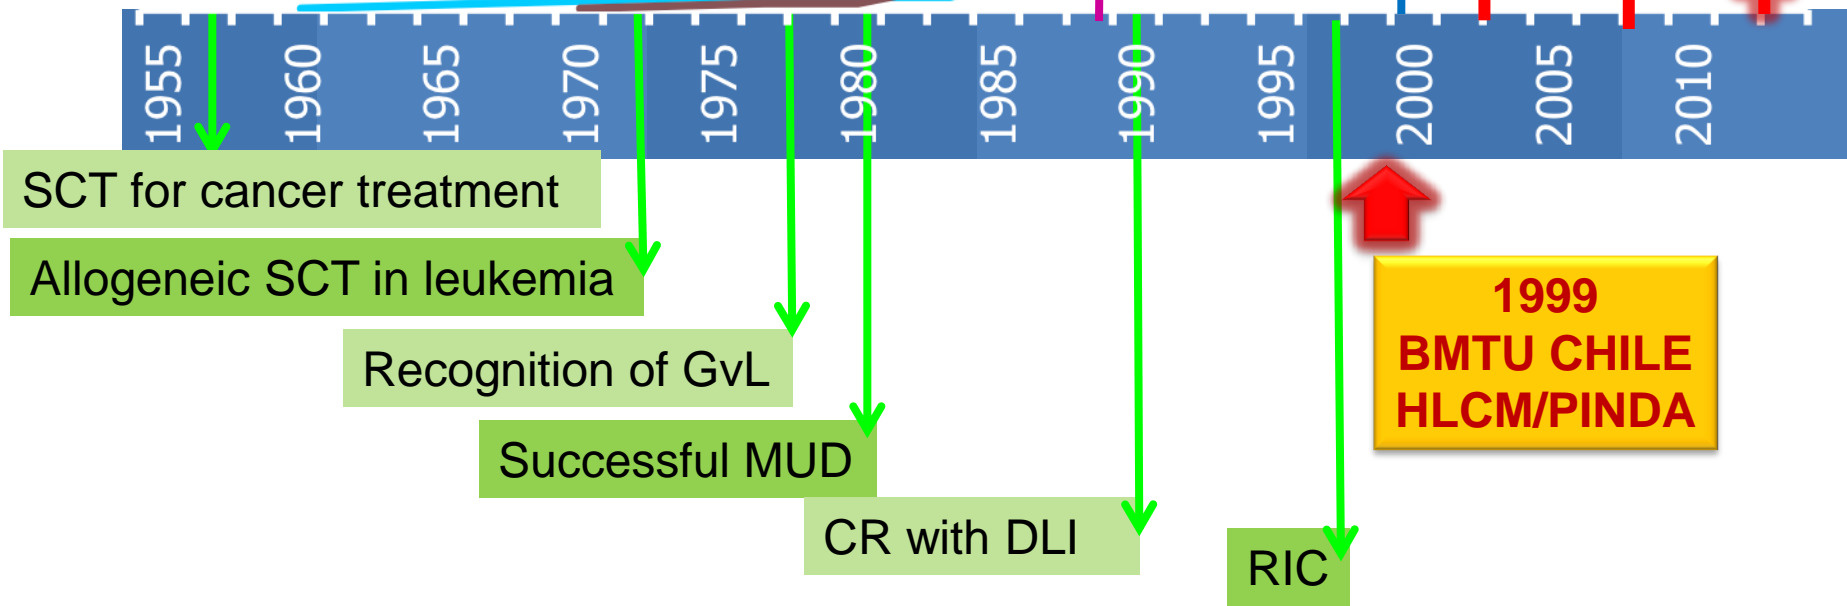 1955
1960
1965
1970
1975
1980
1985
1990
1995
2000
2005
2010
SCT for cancer treatment
Allogeneic SCT in leukemia
Recognition of GvL
Successful MUD
CR with DLI
RIC
1999
BMTU CHILE
HLCM/PINDA